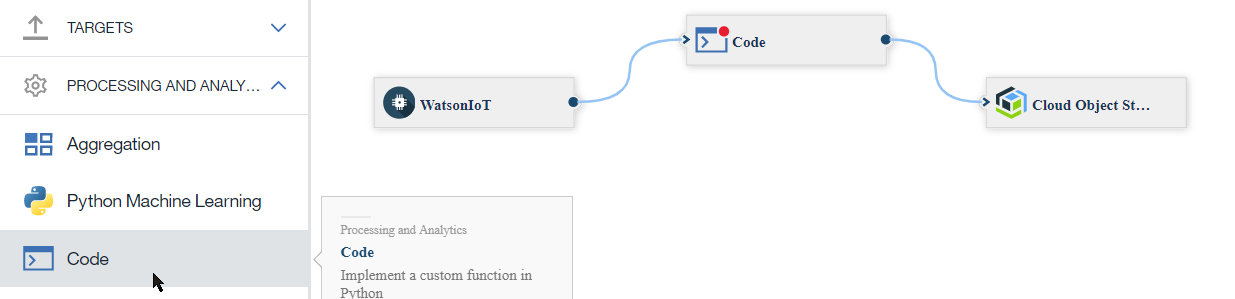 TARGETS
PROCESSING AND ANALY...
Aggregation
Python Machine Learning
Code
Processing and Analytics
Code
Implement a custom function in
Python
WatsonIoT
Code
Cloud Object St...